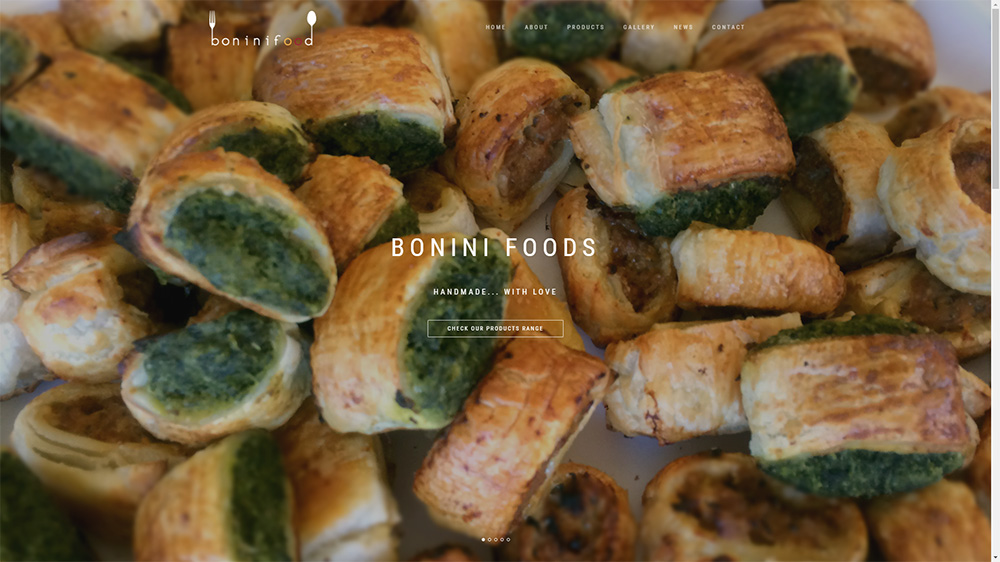 boninifood
HOME ABOUT PRODUCTS GALLERY NEWS CONTACT
BONINI FOODS
HANDMADE... WITH LOVE
CHECK OUR PRODUCTS RANGE